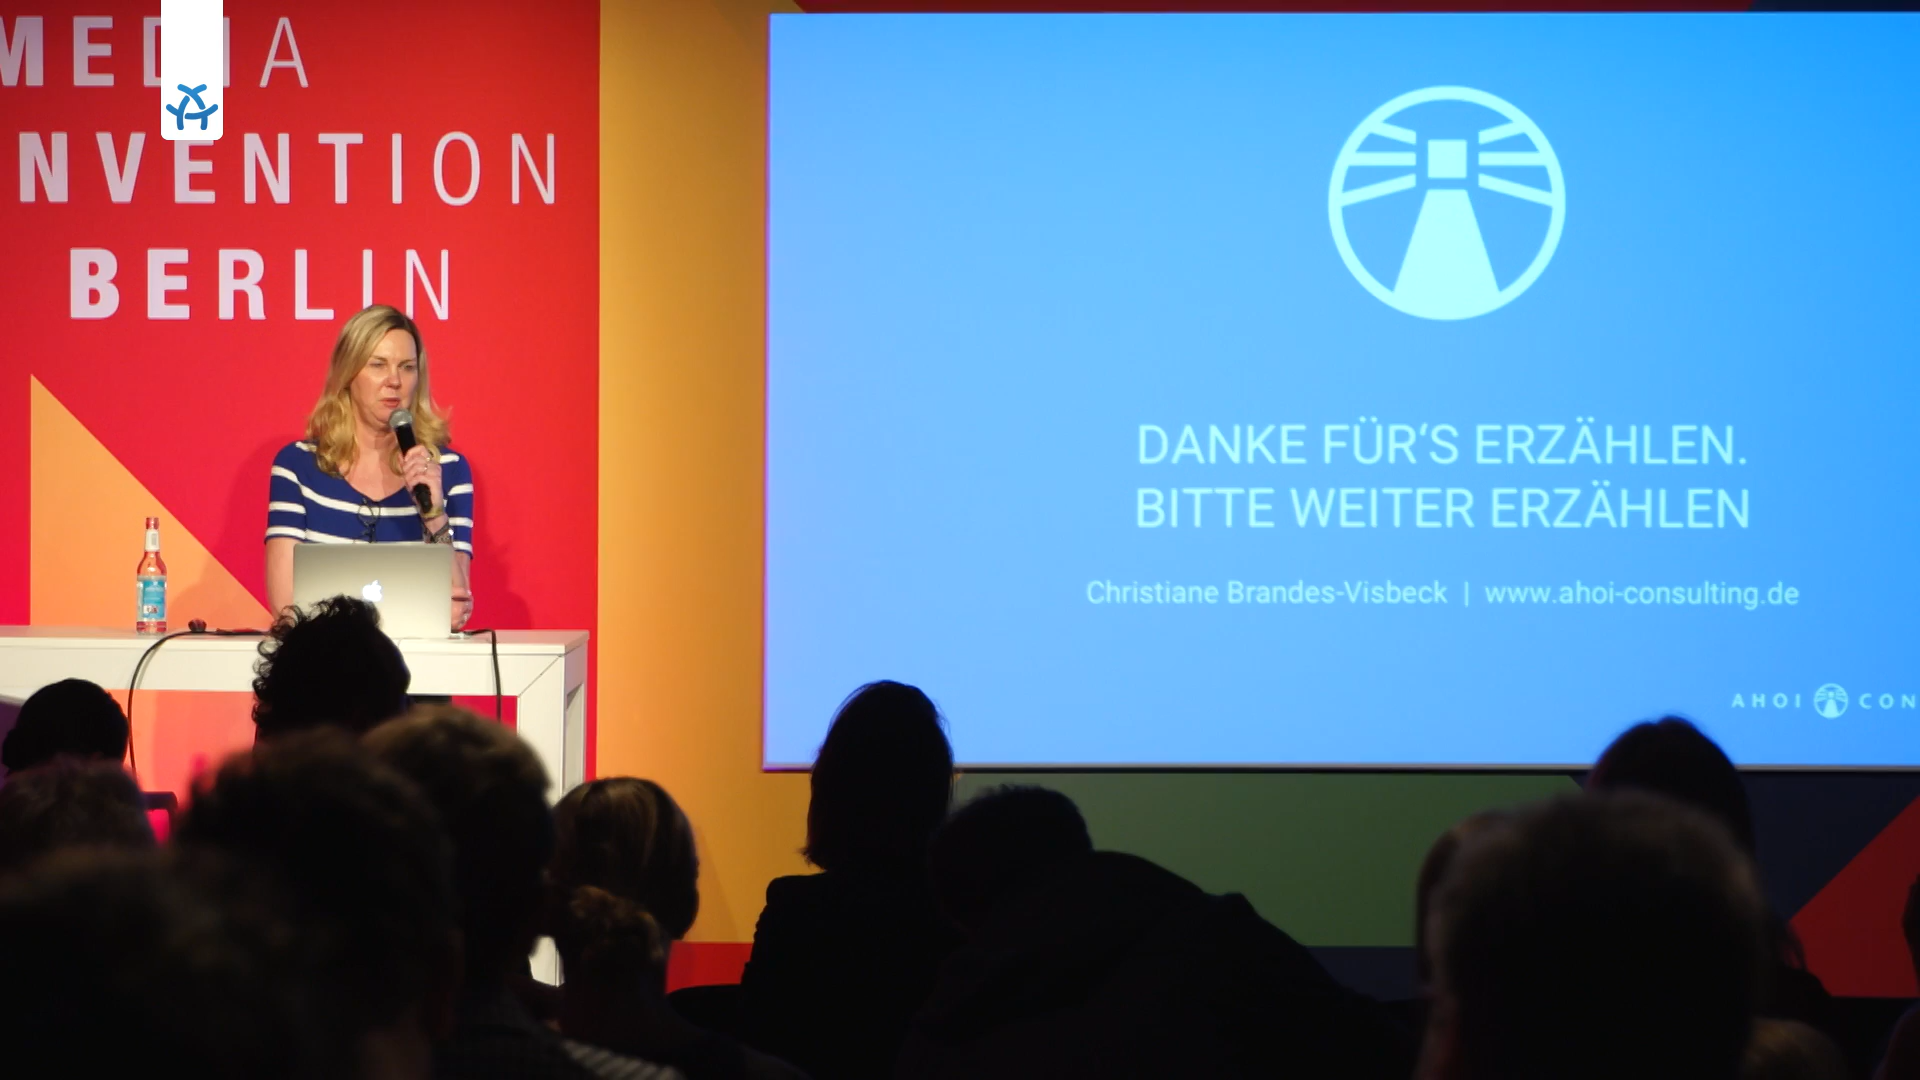 MEDIA
NVENTION
BERLIN
DANKE FÜR‘S ERZÄHLEN.
BITTE WEITER ERZÄHLEN
Christiane Brandes-Visbeck | www.ahoi-consulting.de
AHOI CON